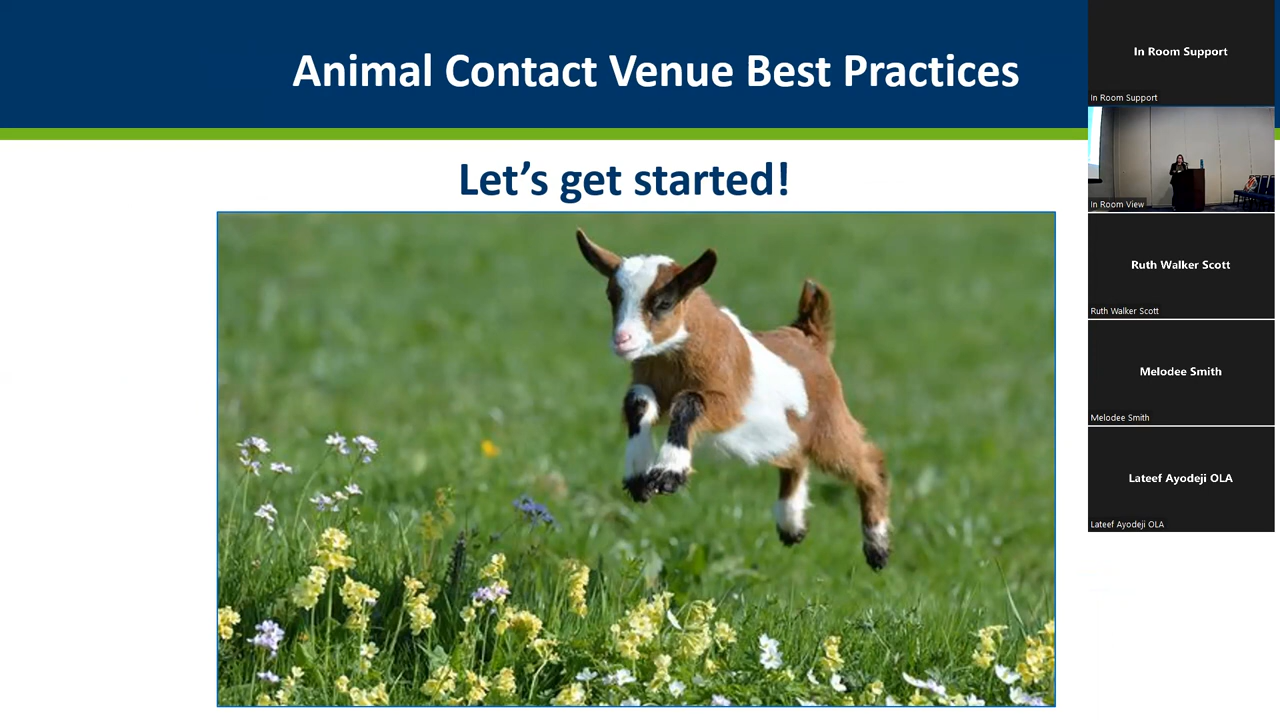 Animal Contact Venue Best Practices
Let's get started!
In Room Support
In Room Support
In Room View
Ruth Walker Scott
Ruth Walker Scott
Melodee Smith
Melodee Smith
Lateef Ayodeji OLA
Lateef Ayodeji OLA